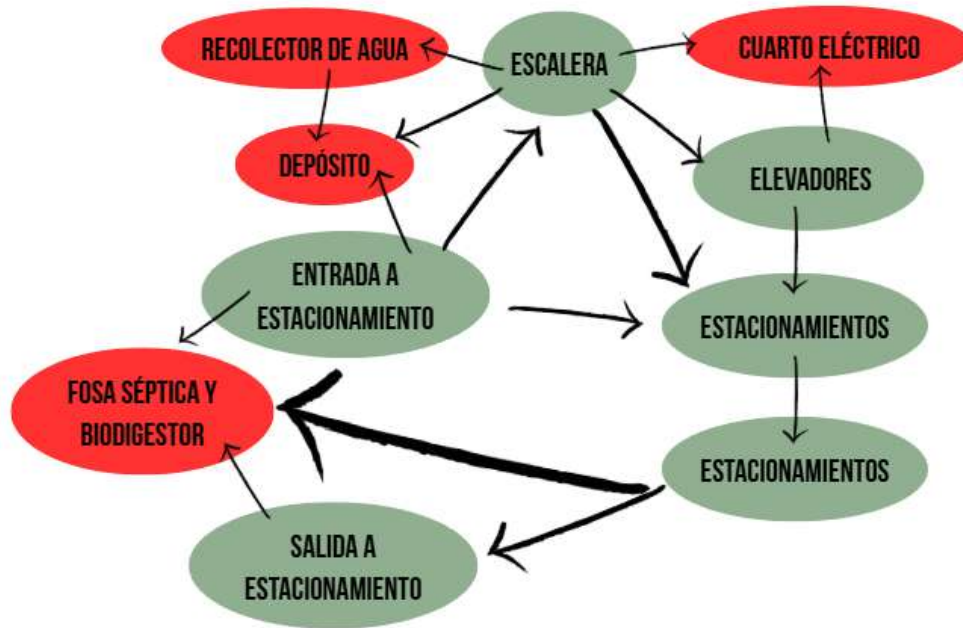 RECOLECTOR DE AGUA
ESCALERA
CUARTO ELÉCTRICO
DEPÓSITO
ELEVADORES
ENTRADA A
ESTACIONAMIENTO
ESTACIONAMIENTOS
FOSA SÉPTICA Y
BIODIGESTOR
ESTACIONAMIENTOS
SALIDA A
ESTACIONAMIENTO